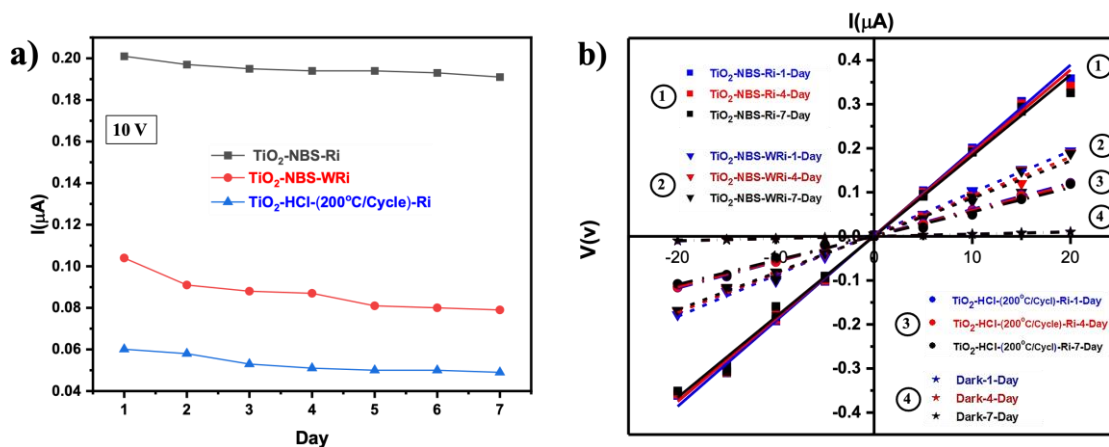 a)
0.20
0.18
0.16
0.14
0.12
0.10
0.08
0.06
0.04
I(μA)
10 V
TiO2-NBS-Ri
TiO2-NBS-WRi
TiO2-HCl-(200°C/Cycle)-Ri
1 2 3 4 5 6 7
Day
b)
I(μA)
V(v)
0.4
0.3
0.2
0.1
0.0
-0.1
-0.2
-0.3
-0.4
-20 -10 0 10 20
1
TiO2-NBS-Ri-1-Day
TiO2-NBS-Ri-4-Day
TiO2-NBS-Ri-7-Day
2
TiO2-NBS-WRi-1-Day
TiO2-NBS-WRi-4-Day
TiO2-NBS-WRi-7-Day
1
2
3
4
3
TiO2-HCl-(200°C/Cycl)-Ri-1-Day
TiO2-HCl-(200°C/Cycle)-Ri-4-Day
TiO2-HCl-(200°C/Cycl)-Ri-7-Day
4
Dark-1-Day
Dark-4-Day
Dark-7-Day